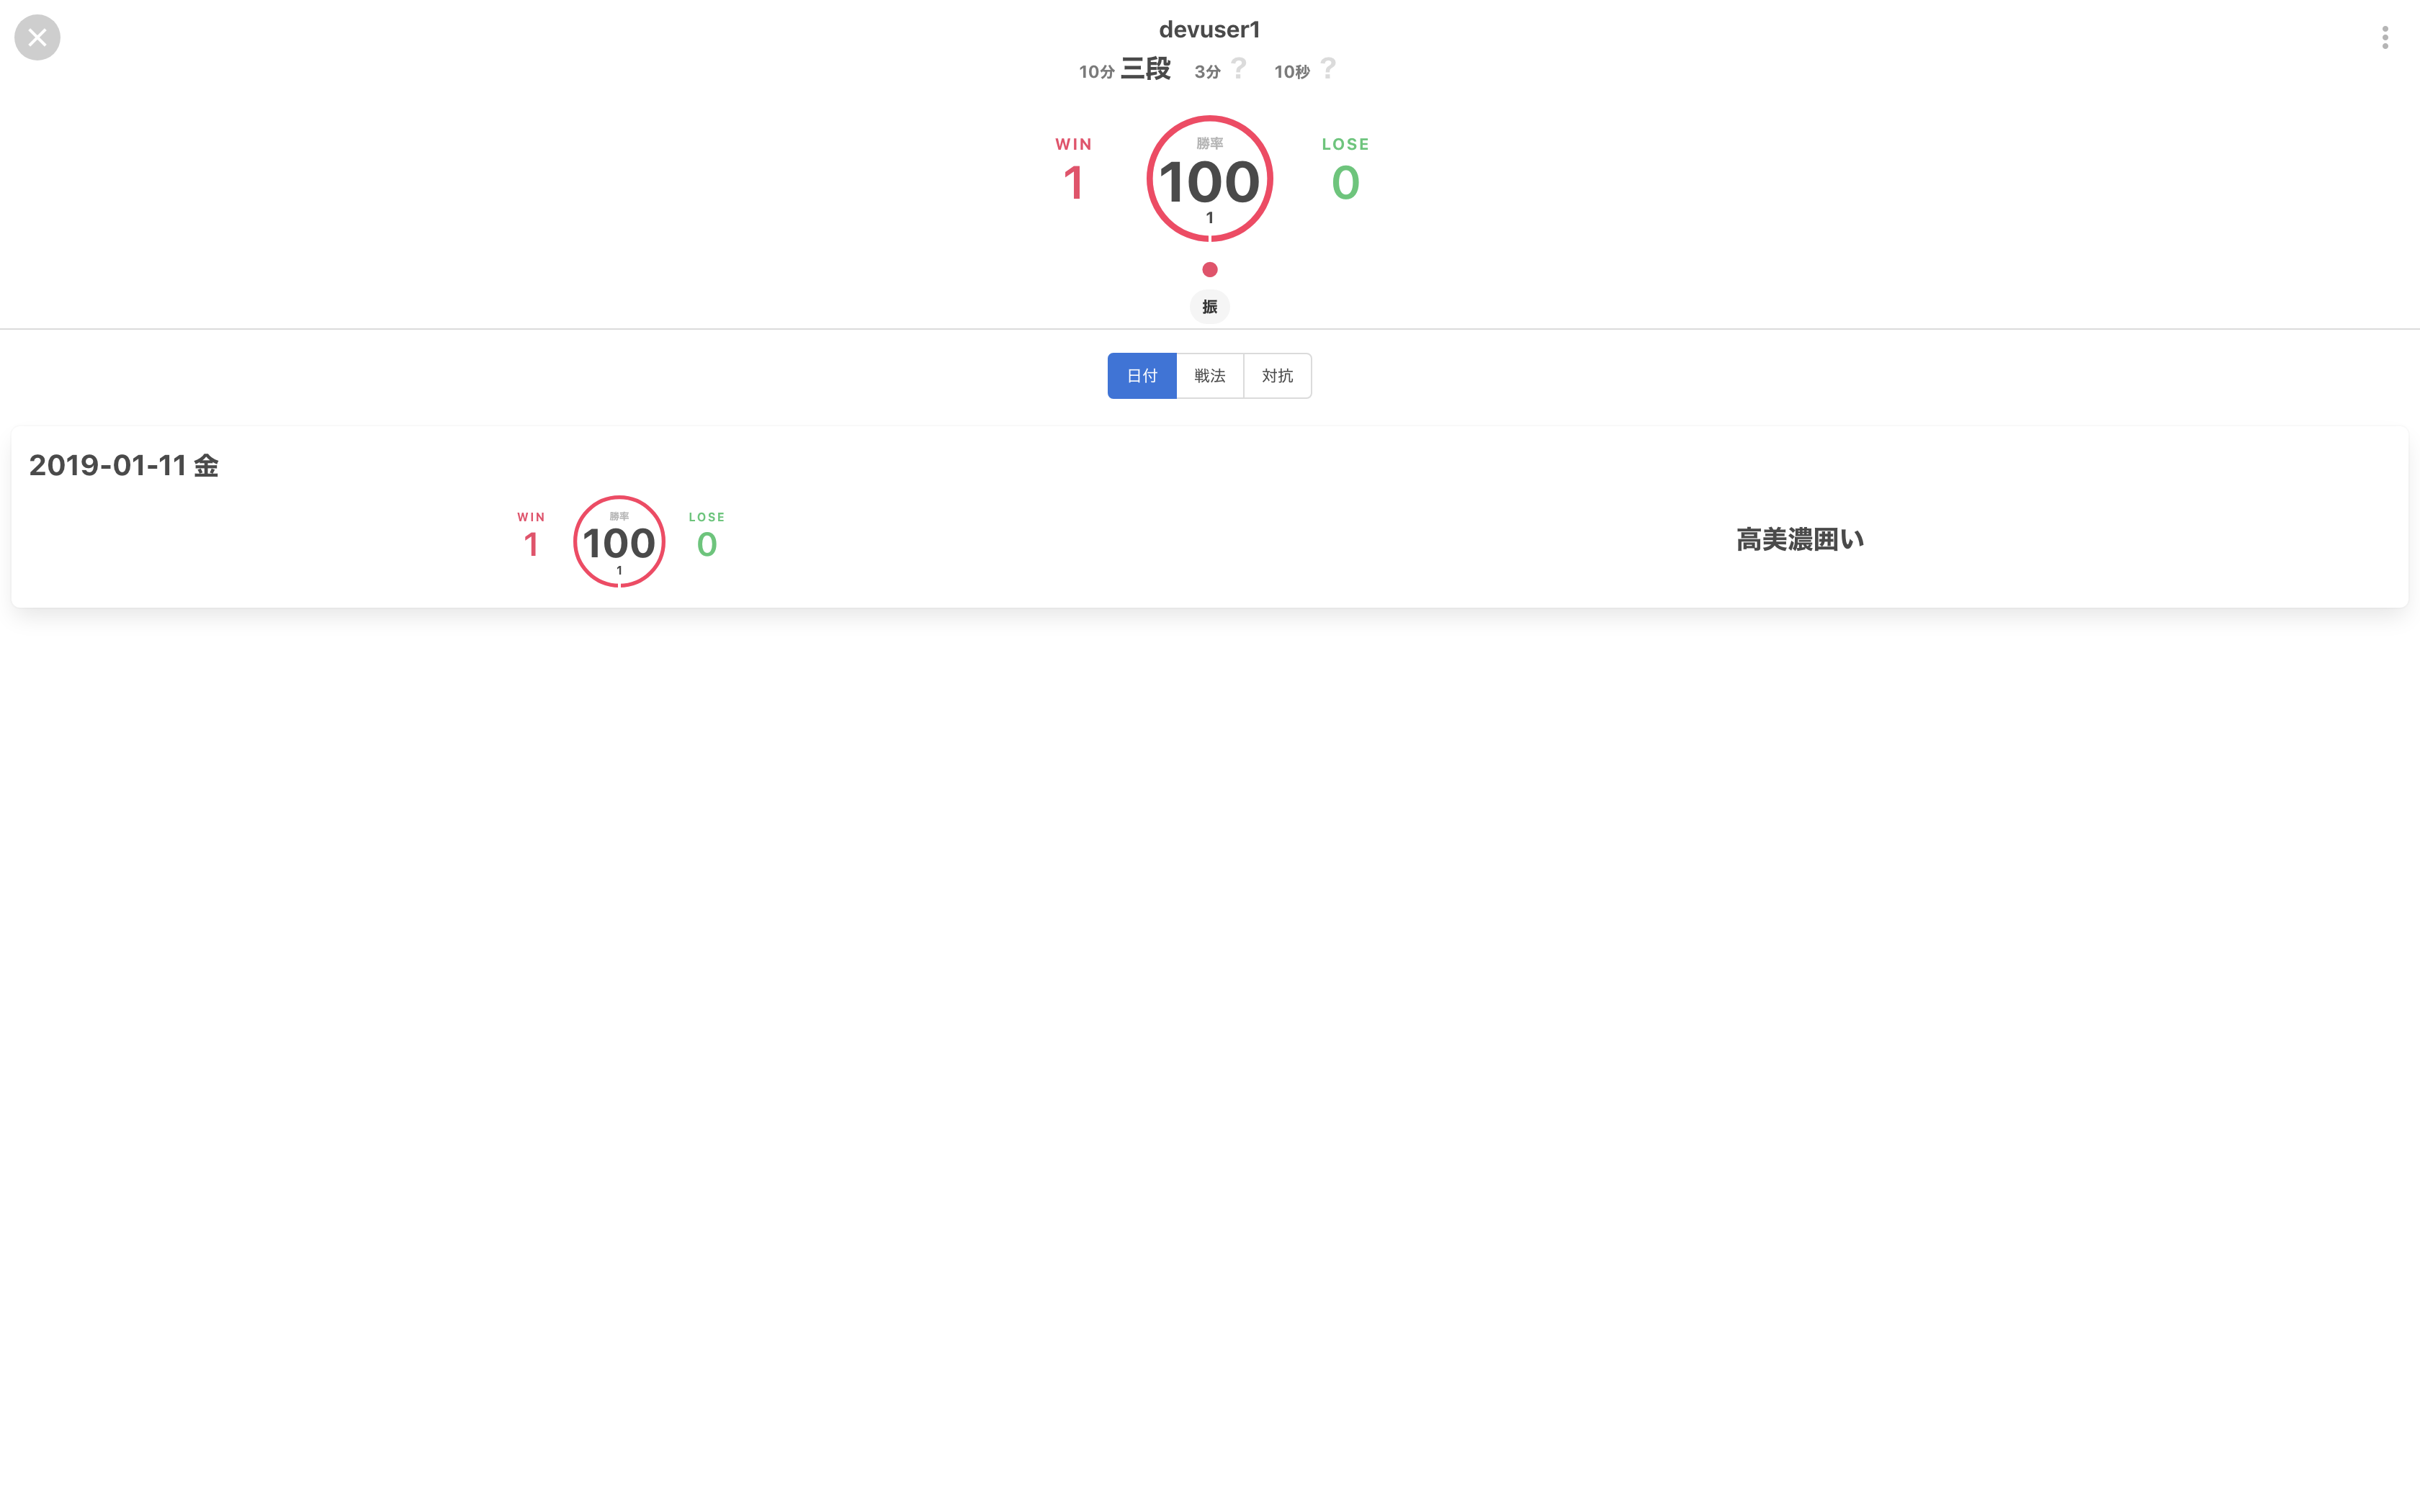 devuser1
10分 三段 3分 ? 10秒 ?
WIN 勝率 LOSE
1 100 0
1
振
日付 戦法 対抗
2019-01-11 金
WIN 勝率 LOSE
1 100 0 高美濃囲い
1